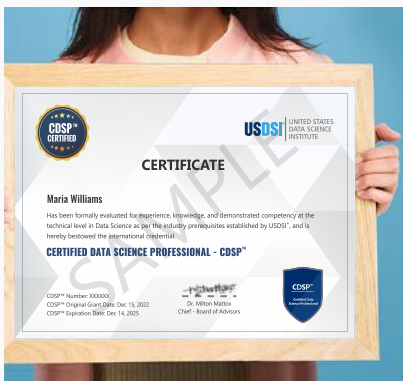 CDSP™
CERTIFIED
USDSI®
UNITED STATES
DATA SCIENCE
INSTITUTE
CERTIFICATE
Maria Williams
Has been formally evaluated for experience, knowledge, and demonstrated competency at the
technical level in Data Science as per the industry prerequisites established by USDSI®, and is
hereby bestowed the international credential.
CERTIFIED DATA SCIENCE PROFESSIONAL - CDSP™
SAMPLE
CDSP™ Number: XXXXXX
CDSP™ Original Grant Date: Dec 15, 2022
CDSP™ Expiration Date: Dec 14, 2025
Dr. Milton Mattox
Chief - Board of Advisors
CDSP™
Certified Data
Science Professional